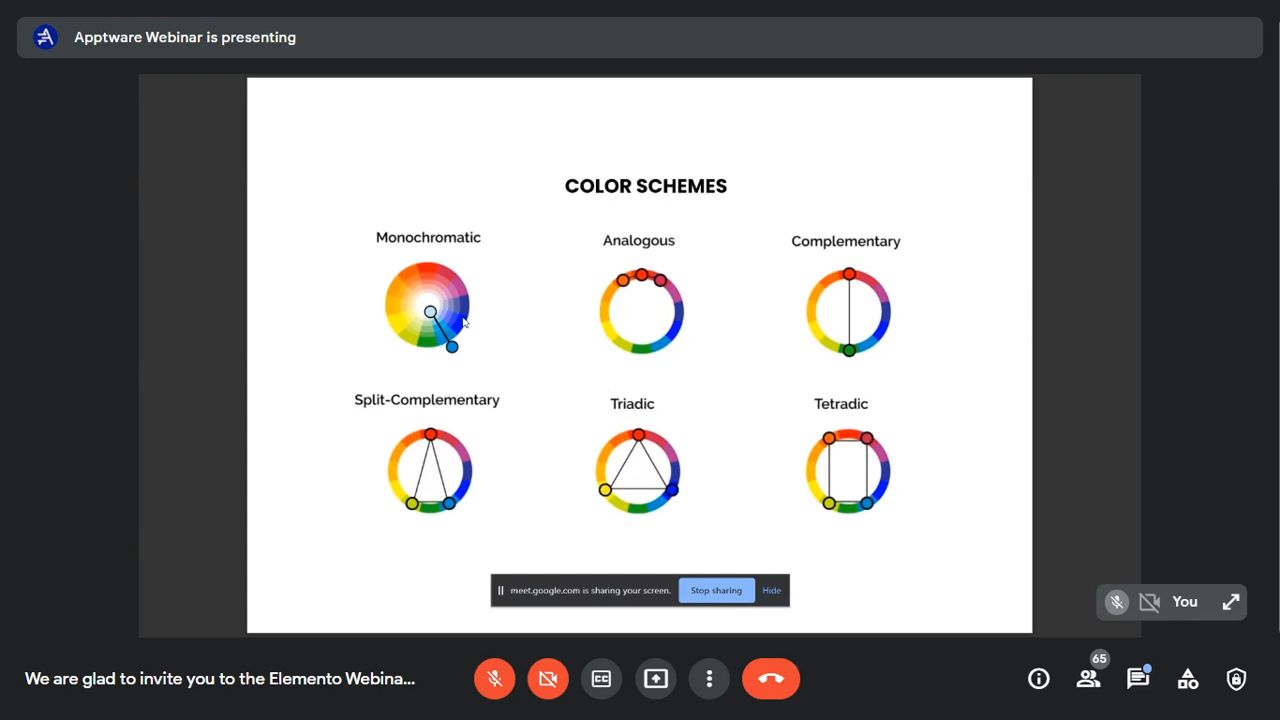 Apptware Webinar is presenting
COLOR SCHEMES
Monochromatic
Analogous
Complementary
Split-Complementary
Triadic
Tetradic
meet.google.com is sharing your screen.
Stop sharing
Hide
You
We are glad to invite you to the Elemento Webina...
CC
65